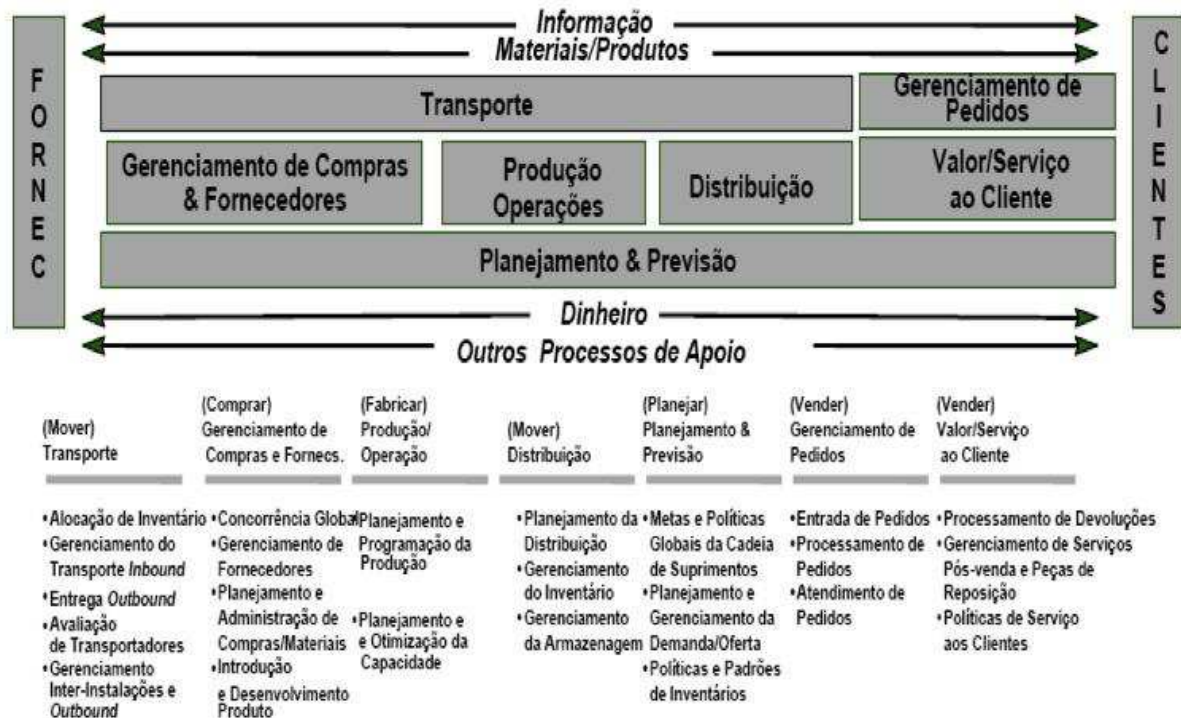 Informação
Materiais/Produtos
FORNEC
CLIENTES
Transporte
Gerenciamento de
Pedidos
Gerenciamento de Compras
& Fornecedores
Produção
Operações
Distribuição
Valor/Serviço
ao Cliente
Planejamento & Previsão
Dinheiro
Outros Processos de Apoio
(Mover)
Transporte
•Alocação de Inventário
•Gerenciamento do
Transporte Inbound
•Entrega Outbound
•Avaliação
de Transportadores
•Gerenciamento
Inter-Instalações e
Outbound
(Comprar)
Gerenciamento de
Compras e Fornecs.
•Concorrência Global
•Gerenciamento de
Fornecedores
•Planejamento e
Administração de
Compras/Materiais
•Introdução
e Desenvolvimento
Produto
(Fabricar)
Produção/
Operação
•Planejamento e
Programação da
Produção
•Planejamento e
e Otimização da
Capacidade
(Mover)
Distribuição
•Planejamento da
Distribuição
•Gerenciamento
do Inventário
•Gerenciamento
da Armazenagem
(Planejar)
Planejamento &
Previsão
•Metas e Políticas
Globais da Cadeia
de Suprimentos
•Planejamento e
Gerenciamento da
Demanda/Oferta
•Políticas e Padrões
de Inventários
(Vender)
Gerenciamento de
Pedidos
•Entrada de Pedidos
•Processamento de
Pedidos
•Atendimento de
Pedidos
(Vender)
Valor/Serviço
ao Cliente
•Processamento de Devoluções
•Gerenciamento de Serviços
Pós-venda e Peças de
Reposição
•Políticas de Serviço
aos Clientes